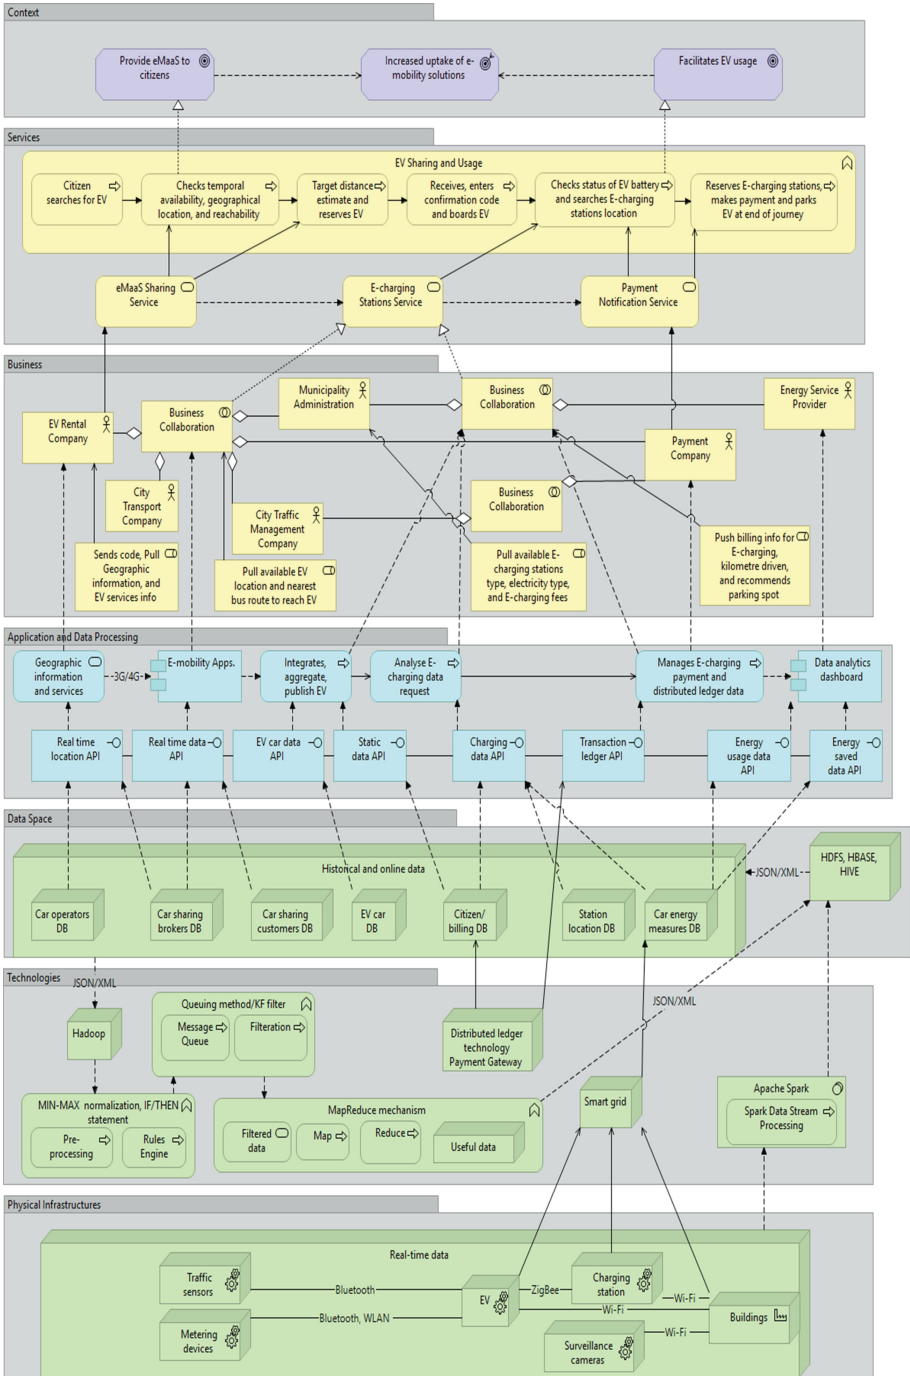 Context
Provide eMaaS to
citizens
Increased uptake of e-
mobility solutions
Facilitates EV usage
Services
EV Sharing and Usage
Citizen
searches for EV
Checks temporal
availability, geographical
location, and reachability
Target distance
estimate and
reserves EV
Receives, enters
confirmation code
and boards EV
Checks status of EV battery
and searches E-charging
stations location
Reserves E-charging stations,
makes payment and parks
EV at end of journey
eMaaS Sharing
Service
E-charging
Stations Service
Payment
Notification Service
Business
EV Rental
Company
Business
Collaboration
Municipality
Administration
Business
Collaboration
Energy Service
Provider
Payment
Company
City
Transport
Company
City Traffic
Management
Company
Business
Collaboration
Sends code, Pull
Geographic
information, and
EV services info
Pull available EV
location and nearest
bus route to reach EV
Pull available E-
charging stations
type, electricity type,
and E-charging fees
Push billing info for
E-charging,
kilometre driven,
and recommends
parking spot
Application and Data Processing
Geographic
information
and services
3G/4G
E-mobility Apps.
Integrates,
aggregate,
publish EV
Analyse E-
charging data
request
Manages E-charging
payment and
distributed ledger data
Data analytics
dashboard
Real time
location API
Real time data
API
EV car data
API
Static
data API
Charging
data API
Transaction
ledger API
Energy
usage data
API
Energy
saved
data API
Data Space
Historical and online data
Car operators
DB
Car sharing
brokers DB
Car sharing
customers DB
EV car
DB
Citizen/
billing DB
Station
location DB
Car energy
measures DB
JSON/XML
HDFS, HBASE,
HIVE
Technologies
JSON/XML
Hadoop
Queuing method/KF filter
Message
Queue
Filteration
Distributed ledger
technology
Payment Gateway
JSON/XML
MIN-MAX normalization, IF/THEN
statement
Pre-
processing
Rules
Engine
MapReduce mechanism
Filtered
data
Map
Reduce
Useful data
Smart grid
Apache Spark
Spark Data Stream
Processing
Physical Infrastructures
Real-time data
Traffic
sensors
Bluetooth
Metering
devices
Bluetooth, WLAN
EV
ZigBee
Charging
station
Wi-Fi
Wi-Fi
Buildings
Surveillance
cameras
Wi-Fi